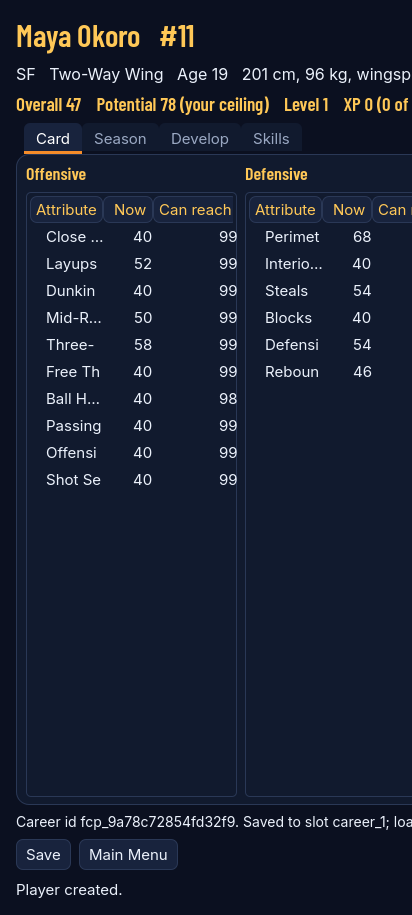 Maya Okoro #11
SF Two-Way Wing Age 19 201 cm, 96 kg, wingsp
Overall 47 Potential 78 (your ceiling) Level 1 XP 0 (0 of
Card Season Develop Skills
Offensive Defensive
Attribute Now Can reach Attribute Now Can
Close ... 40 99 Perimet 68
Layups 52 99 Interio... 40
Dunkin 40 99 Steals 54
Mid-R... 50 99 Blocks 40
Three- 58 99 Defensi 54
Free Th 40 99 Reboun 46
Ball H... 40 98
Passing 40 99
Offensi 40 99
Shot Se 40 99
Career id fcp_9a78c72854fd32f9. Saved to slot career_1; loa
Save Main Menu
Player created.